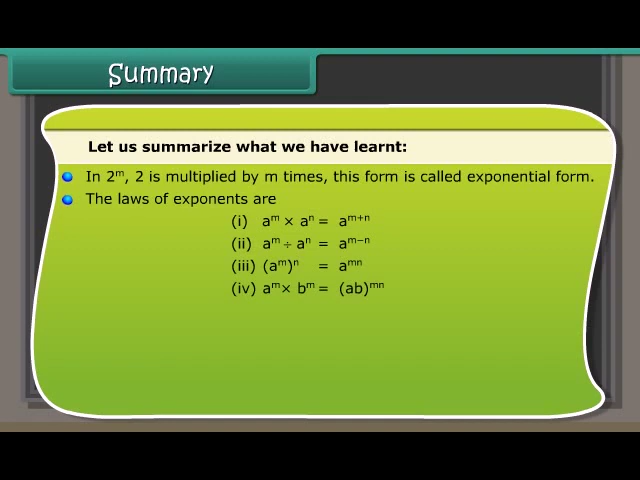 Summary
Let us summarize what we have learnt:
In 2ᵐ, 2 is multiplied by m times, this form is called exponential form.
The laws of exponents are
(i) aᵐ × aⁿ = aᵐ⁺ⁿ
(ii) aᵐ ÷ aⁿ = aᵐ⁻ⁿ
(iii) (aᵐ)ⁿ = aᵐⁿ
(iv) aᵐ × bᵐ = (ab)ᵐⁿ